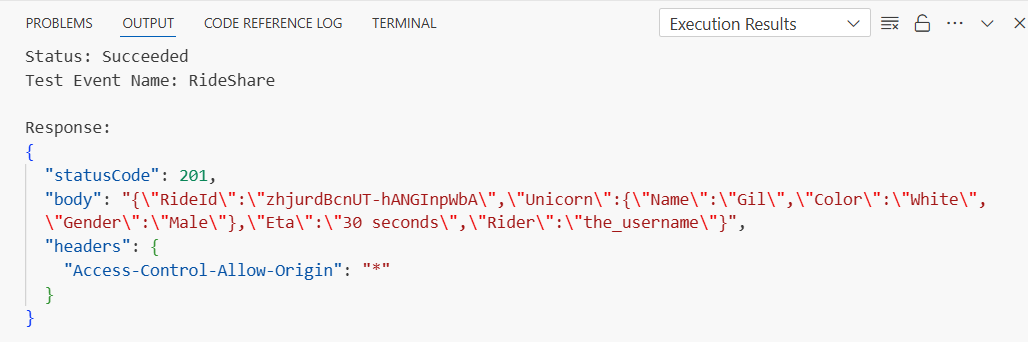 PROBLEMS OUTPUT CODE REFERENCE LOG TERMINAL Execution Results
Status: Succeeded
Test Event Name: RideShare
Response:
{
"statusCode": 201,
"body": "{\"RideId\":\"zhjurdBcnUT-hANGInpWbA\",\"Unicorn\":{\"Name\":\"Gil\",\"Color\":\"White\",
\"Gender\":\"Male\"},\"Eta\":\"30 seconds\",\"Rider\":\"the_username\"}",
"headers": {
"Access-Control-Allow-Origin": "*"
}
}